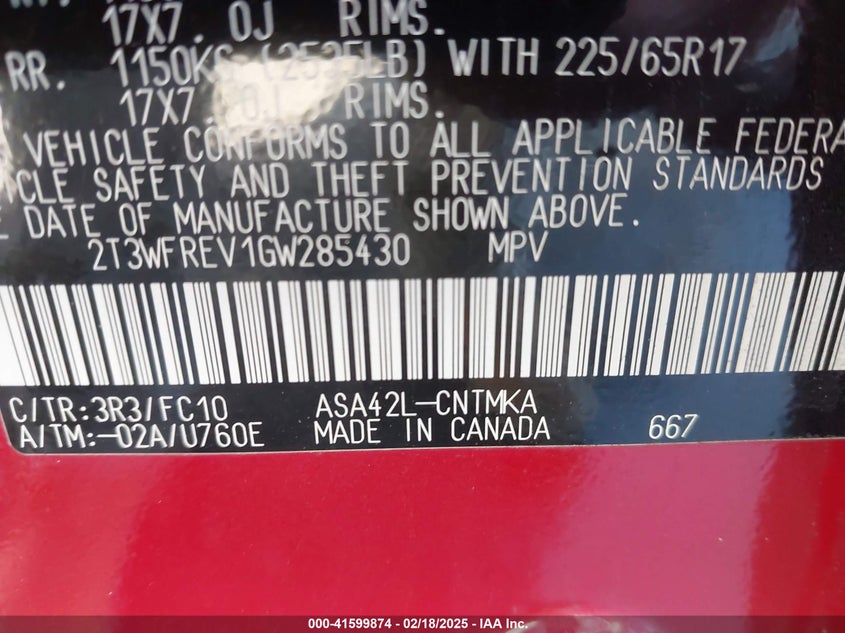 17X7.0J RIMS.
RR. 1150KG (2535LB) WITH 225/65R17
17X7.0J RIMS.
VEHICLE CONFORMS TO ALL APPLICABLE FEDERA
CLE SAFETY AND THEFT PREVENTION STANDARDS
E DATE OF MANUFACTURE SHOWN ABOVE.
2T3WFREV1GW285430 MPV
C/TR:3R3/FC10 ASA42L-CNTMKA
A/TM:-02A/U760E MADE IN CANADA 667
000-41599874 — 02/18/2025 — IAA Inc.